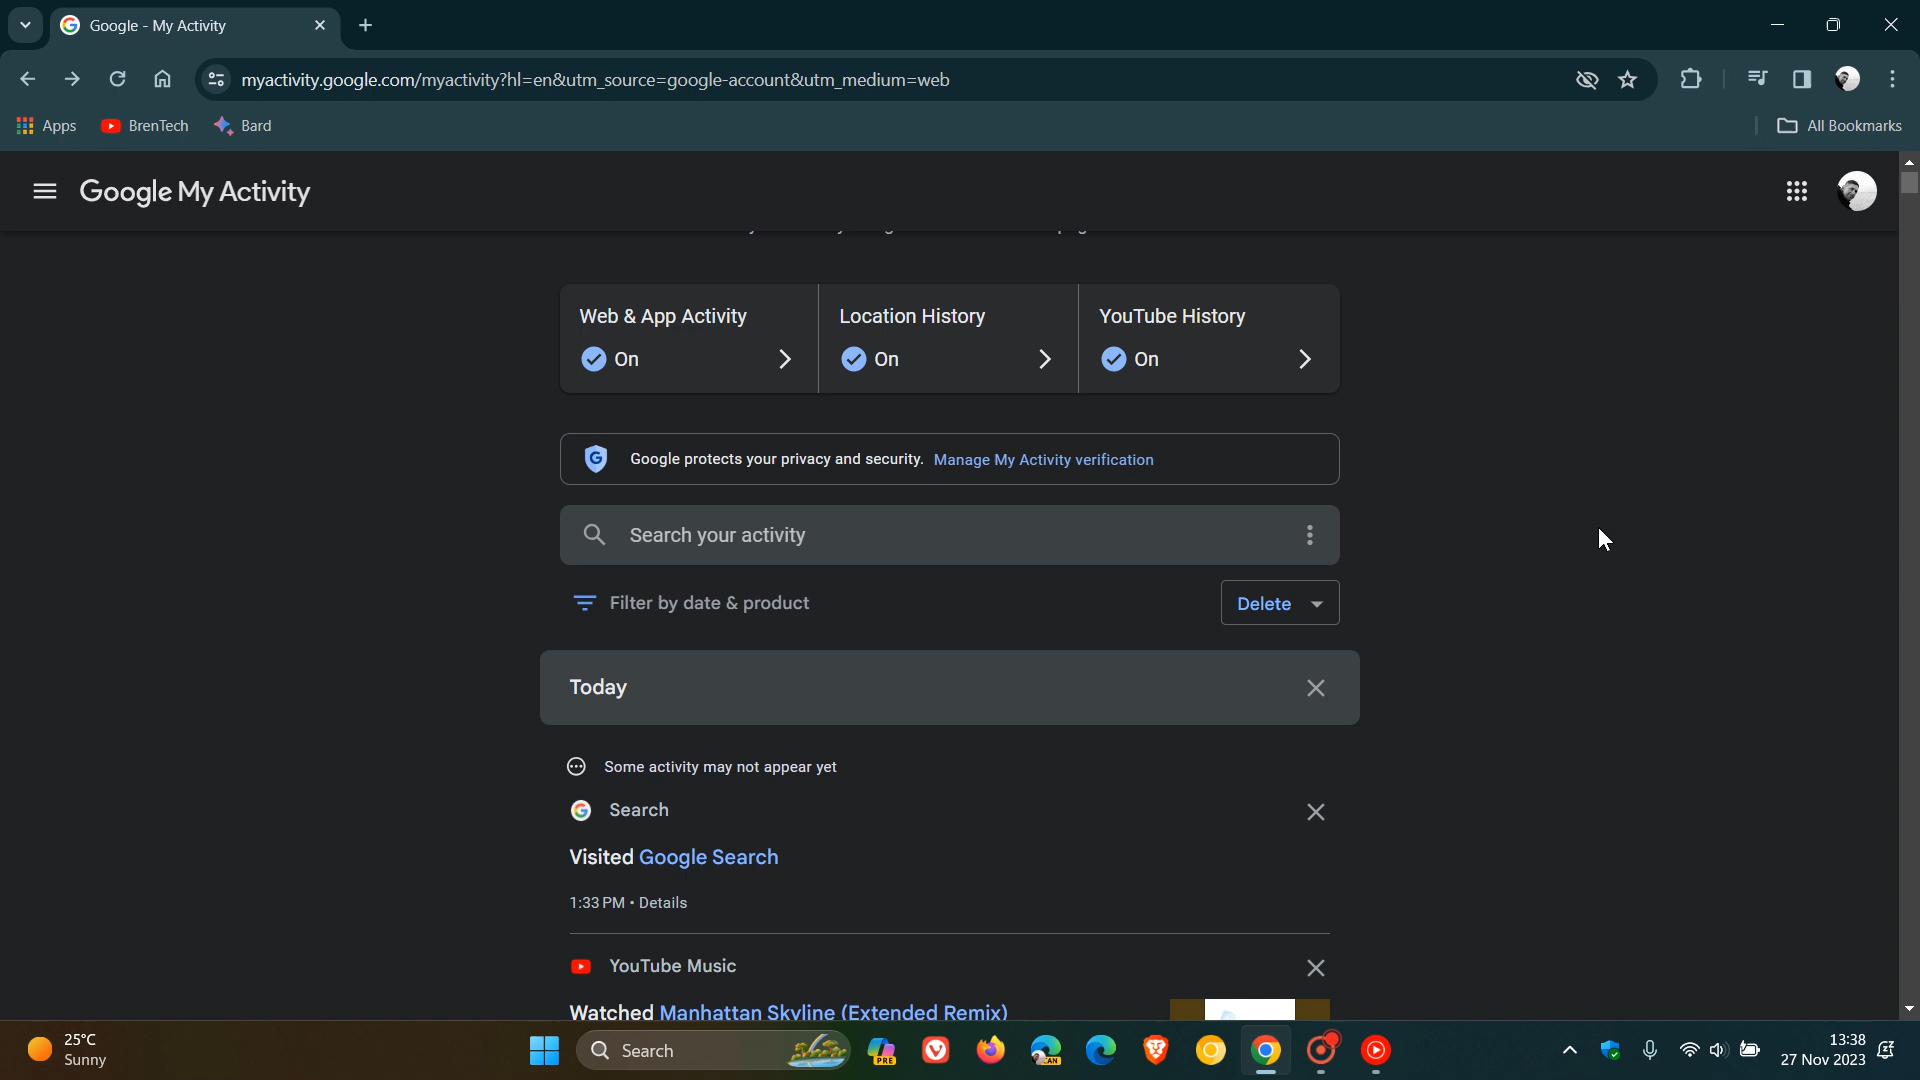 Google - My Activity
myactivity.google.com/myactivity?hl=en&utm_source=google-account&utm_medium=web
Apps
BrenTech
Bard
All Bookmarks
Google My Activity
Web & App Activity
On
Location History
On
YouTube History
On
Google protects your privacy and security. Manage My Activity verification
Search your activity
Filter by date & product
Delete
Today
Some activity may not appear yet
Search
Visited Google Search
1:33 PM • Details
YouTube Music
Watched Manhattan Skyline (Extended Remix)
25°C
Sunny
Search
PRE
CAN
13:38
27 Nov 2023